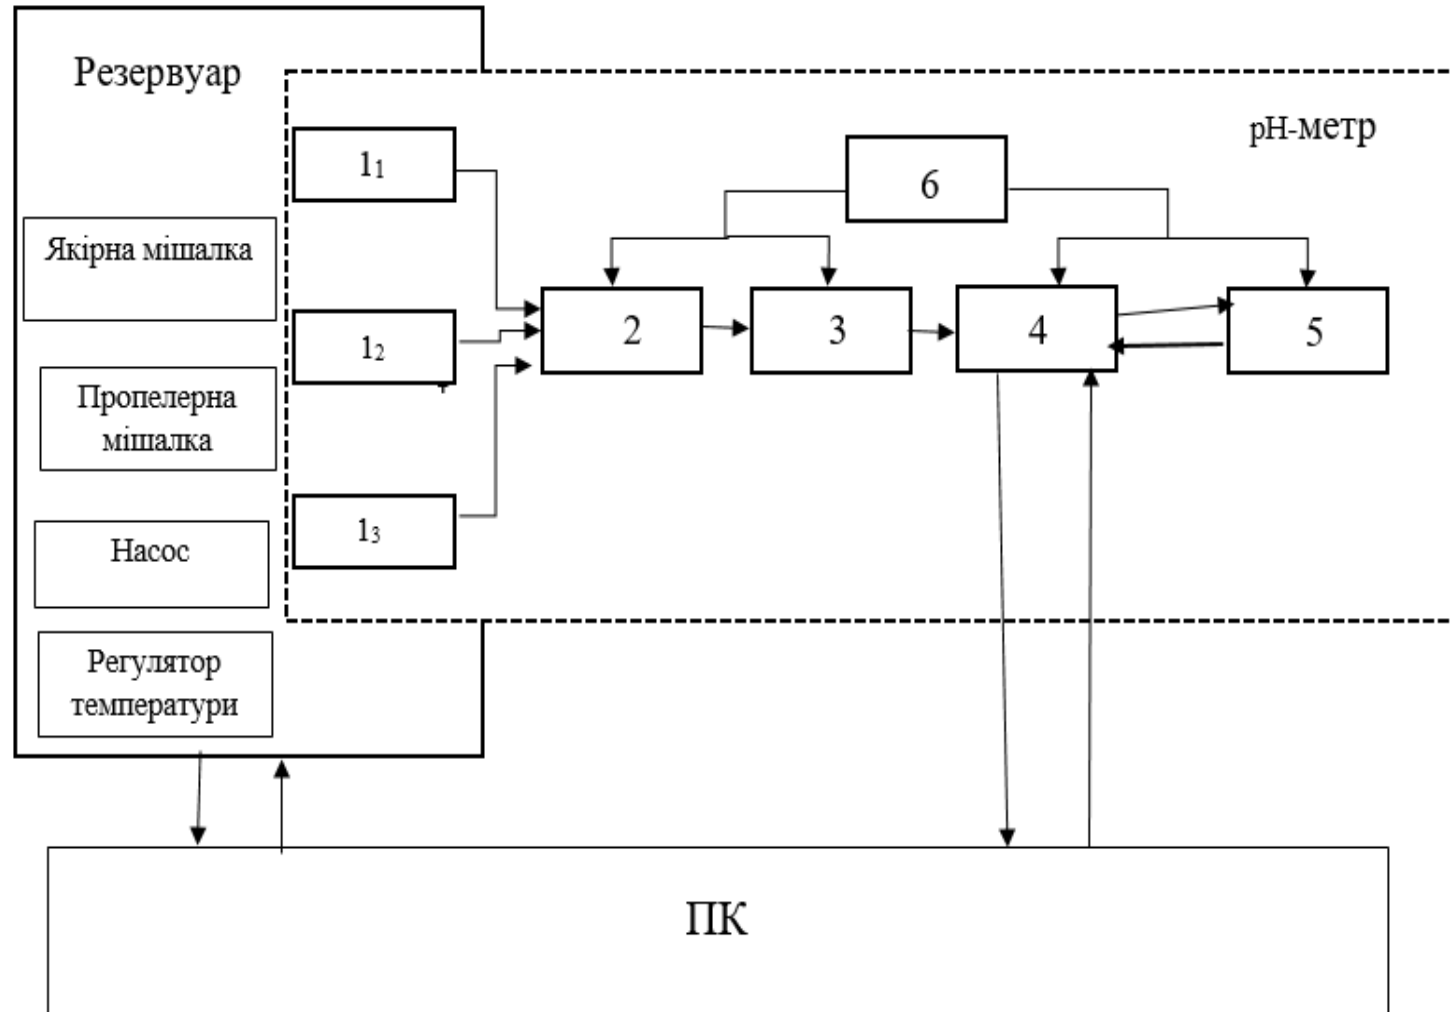 Резервуар
pH-метр
1₁
6
Якірна мішалка
1₂
2
3
4
5
Пропелерна
мішалка
1₃
Насос
Регулятор
температури
ПК